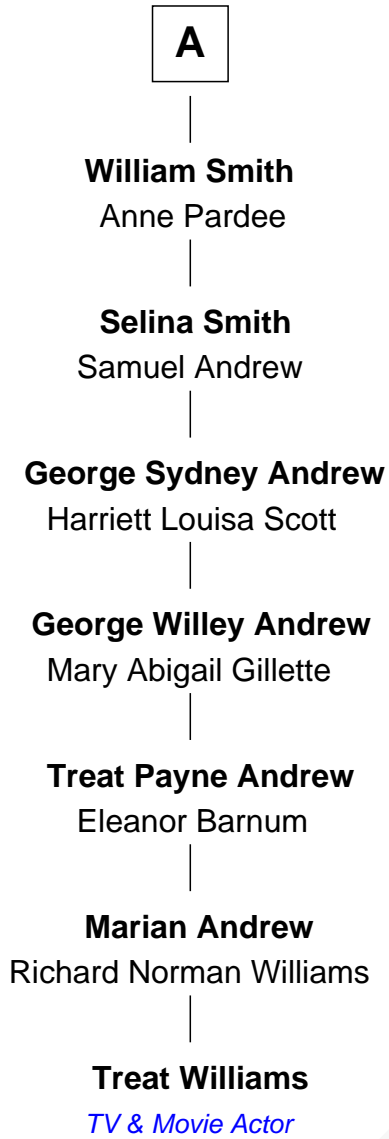 A
William Smith
Anne Pardee
Selina Smith
Samuel Andrew
George Sydney Andrew
Harriett Louisa Scott
George Willey Andrew
Mary Abigail Gillette
Treat Payne Andrew
Eleanor Barnum
Marian Andrew
Richard Norman Williams
Treat Williams
TV & Movie Actor